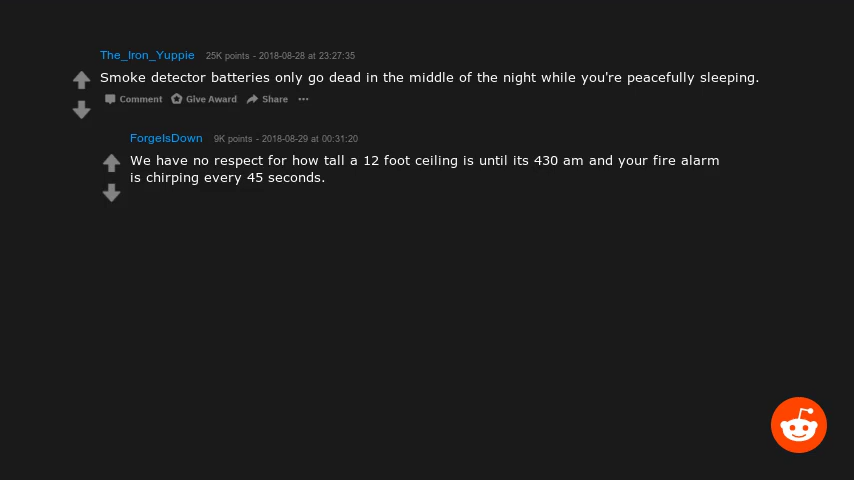 The_Iron_Yuppie 25K points - 2018-08-28 at 23:27:35
Smoke detector batteries only go dead in the middle of the night while you're peacefully sleeping.
Comment Give Award Share ...
ForgeIsDown 9K points - 2018-08-29 at 00:31:20
We have no respect for how tall a 12 foot ceiling is until its 430 am and your fire alarm
is chirping every 45 seconds.